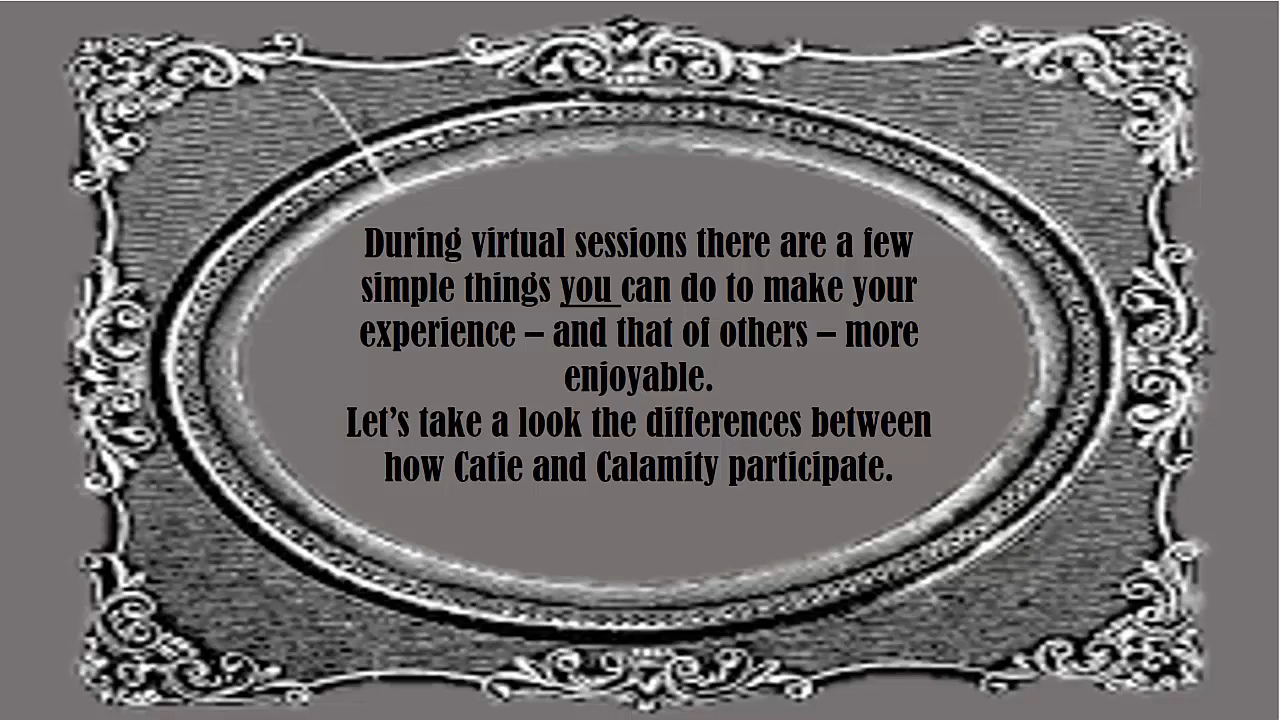 During virtual sessions there are a few
simple things you can do to make your
experience – and that of others – more
enjoyable.
Let’s take a look the differences between
how Catie and Calamity participate.